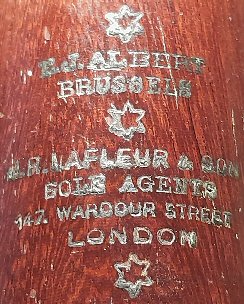 E.J. ALBERT
BRUSSELS
J.R. LAFLEUR & SON
SOLE AGENTS
147. WARDOUR STREET
LONDON